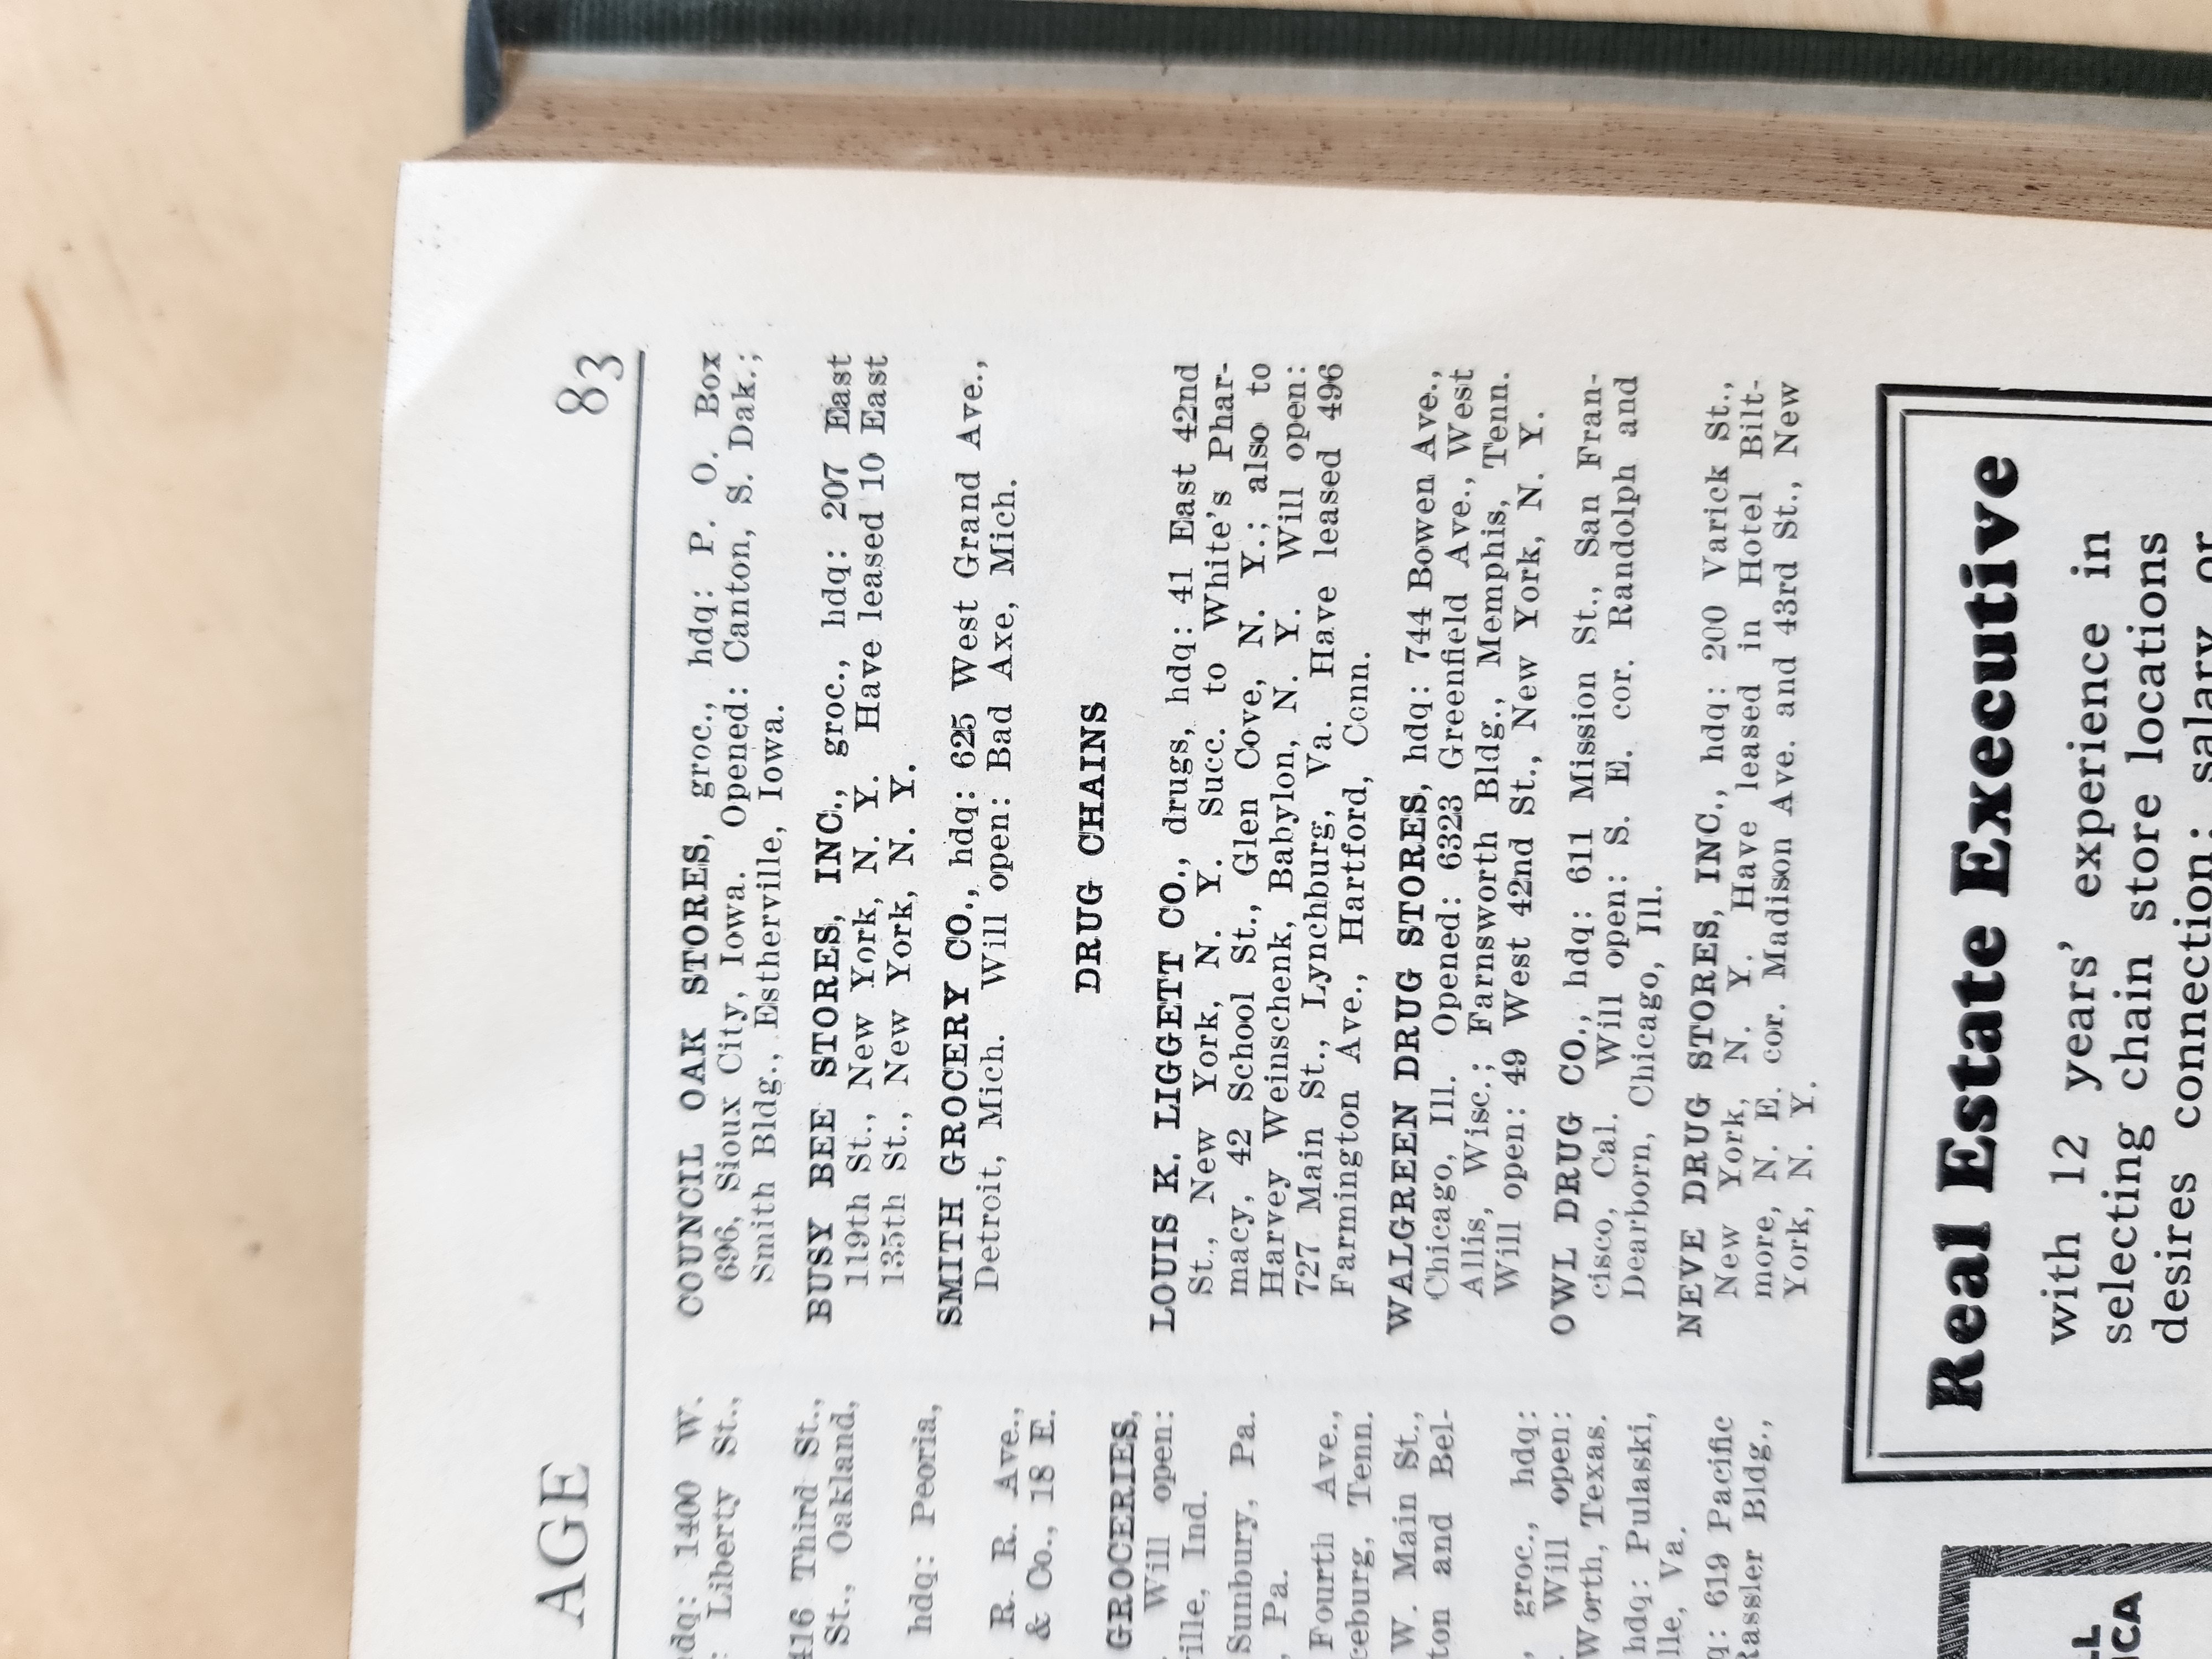 AGE 83
hdq: 1400 W.
Liberty St.,
416 Third St.,
St., Oakland,
hdq: Peoria,
R. R. Ave.,
& Co., 18 E.
GROCERIES,
Will open:
ville, Ind.
Sunbury, Pa.
, Pa.
Fourth Ave.,
Tenn.
W. Main St.,
ton and Bel-
, groc., hdq:
Will open:
Worth, Texas.
hdq: Pulaski,
lle, Va.
q: 619 Pacific
Rassler Bldg.,
COUNCIL OAK STORES, groc., hdq: P. O. Box
696, Sioux City, Iowa. Opened: Canton, S. Dak.;
Smith Bldg., Estherville, Iowa.
BUSY BEE STORES, INC., groc., hdq: 207 East
119th St., New York, N. Y. Have leased 10 East
135th St., New York, N. Y.
SMITH GROCERY CO., hdq: 625 West Grand Ave.,
Detroit, Mich. Will open: Bad Axe, Mich.
DRUG CHAINS
LOUIS K. LIGGETT CO., drugs, hdq: 41 East 42nd
St., New York, N. Y. Succ. to White's Phar-
macy, 42 School St., Glen Cove, N. Y.; also to
Harvey Weinschenk, Babylon, N. Y. Will open:
727 Main St., Lynchburg, Va. Have leased 496
Farmington Ave., Hartford, Conn.
WALGREEN DRUG STORES, hdq: 744 Bowen Ave.,
Chicago, Ill. Opened: 6323 Greenfield Ave., West
Allis, Wisc.; Farnsworth Bldg., Memphis, Tenn.
Will open: 49 West 42nd St., New York, N. Y.
OWL DRUG CO., hdq: 611 Mission St., San Fran-
cisco, Cal. Will open: S. E. cor. Randolph and
Dearborn, Chicago, Ill.
NEVE DRUG STORES, INC., hdq: 200 Varick St.,
New York, N. Y. Have leased in Hotel Bilt-
more, N. E. cor. Madison Ave. and 43rd St., New
York, N. Y.
Real Estate Executive
with 12 years' experience in
selecting chain store locations
desires connection; salary or